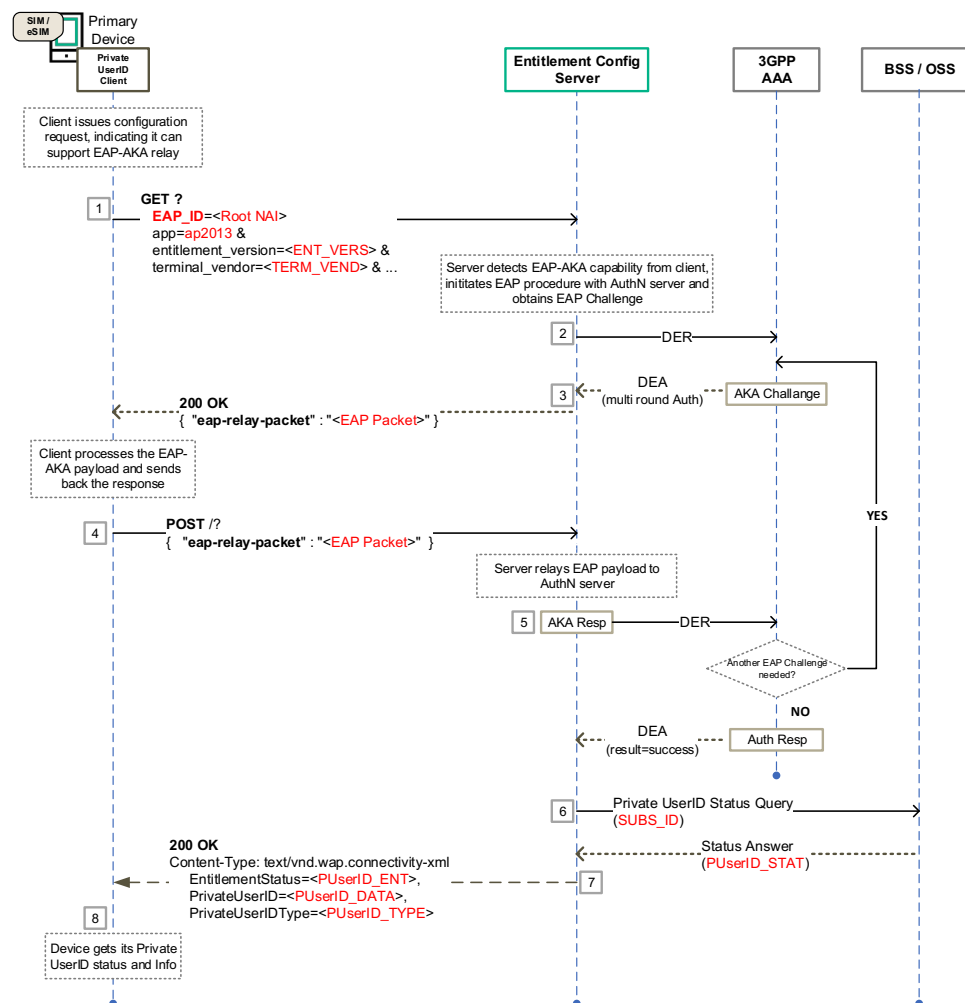 SIM /
eSIM
Primary
Device
Private
UserID
Client
Entitlement Config
Server
3GPP
AAA
BSS / OSS
Client issues configuration
request, indicating it can
support EAP-AKA relay
1
GET ?
EAP_ID=<Root NAI>
app=ap2013 &
entitlement_version=<ENT_VERS> &
terminal_vendor=<TERM_VEND> & ...
Server detects EAP-AKA capability from client,
inititates EAP procedure with AuthN server and
obtains EAP Challenge
2
DER
3
DEA
(multi round Auth)
AKA Challange
200 OK
{ "eap-relay-packet" : "<EAP Packet>" }
Client processes the EAP-
AKA payload and sends
back the response
YES
4
POST /?
{ "eap-relay-packet" : "<EAP Packet>" }
Server relays EAP payload to
AuthN server
5
AKA Resp
DER
Another EAP Challenge
needed?
NO
DEA
(result=success)
Auth Resp
6
Private UserID Status Query
(SUBS_ID)
Status Answer
(PUserID_STAT)
7
200 OK
Content-Type: text/vnd.wap.connectivity-xml
EntitlementStatus=<PUserID_ENT>,
PrivateUserID=<PUserID_DATA>,
PrivateUserIDType=<PUserID_TYPE>
8
Device gets its Private
UserID status and Info